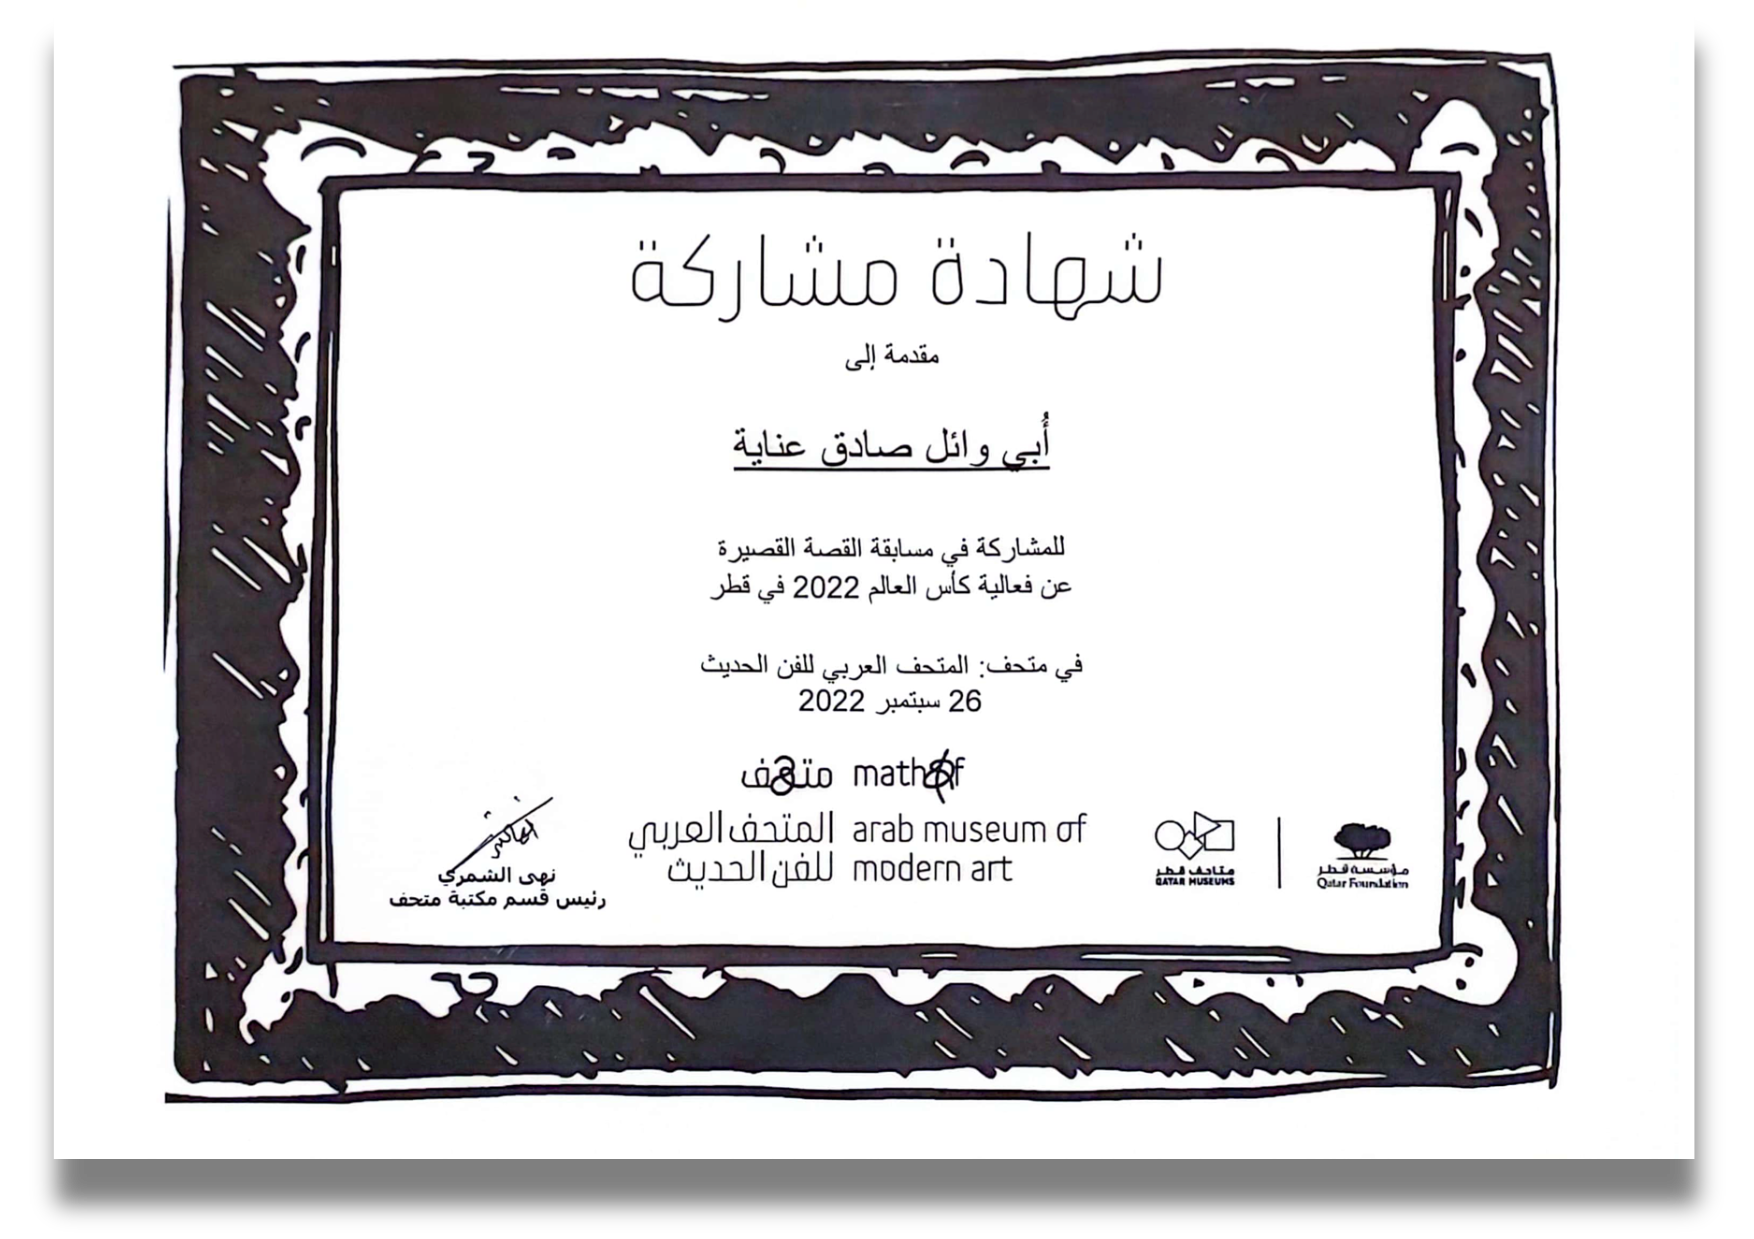 شهادة مشاركة
مقدمة إلى
أُبي وائل صادق عناية
للمشاركة في مسابقة القصة القصيرة
عن فعالية كأس العالم 2022 في قطر
في متحف: المتحف العربي للفن الحديث
26 سبتمبر 2022
متحف mathaf
المتحف العربي arab museum of
للفن الحديث modern art
نهى الشمري
رئيس قسم مكتبة متحف
متاحف قطر
QATAR MUSEUMS
مؤسسة قطر
Qatar Foundation